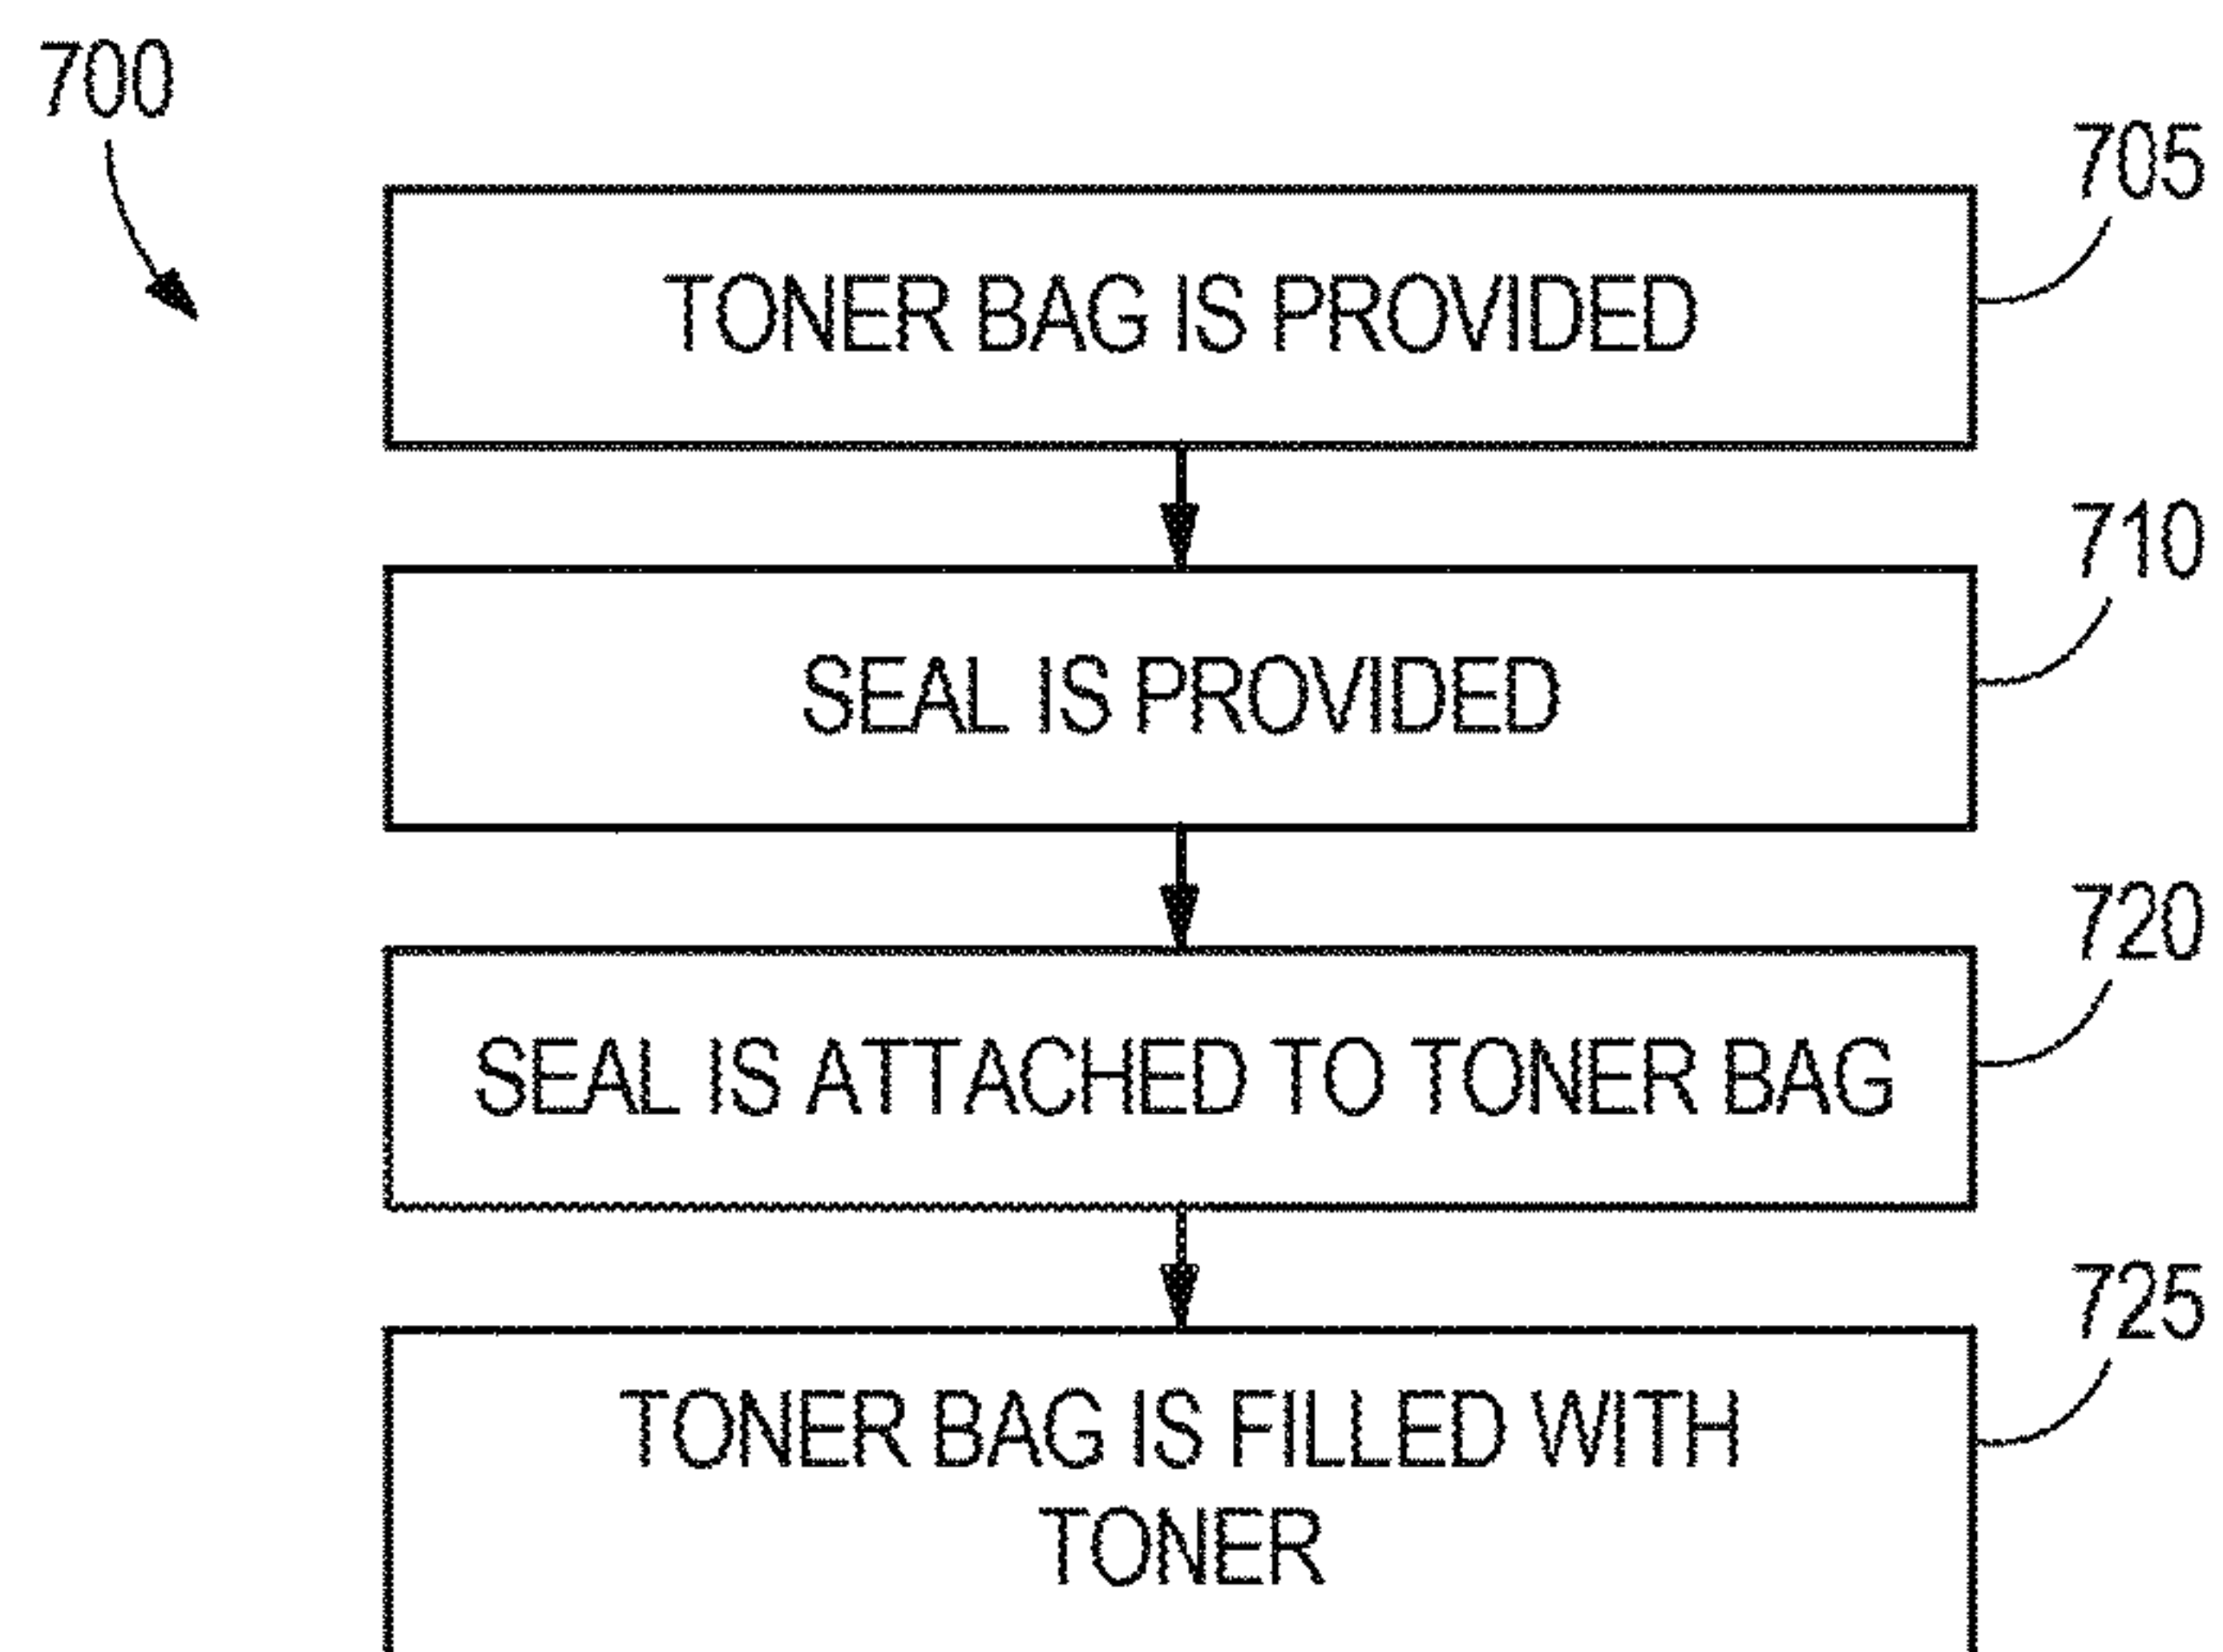 700
705
TONER BAG IS PROVIDED
710
SEAL IS PROVIDED
720
SEAL IS ATTACHED TO TONER BAG
725
TONER BAG IS FILLED WITH
TONER